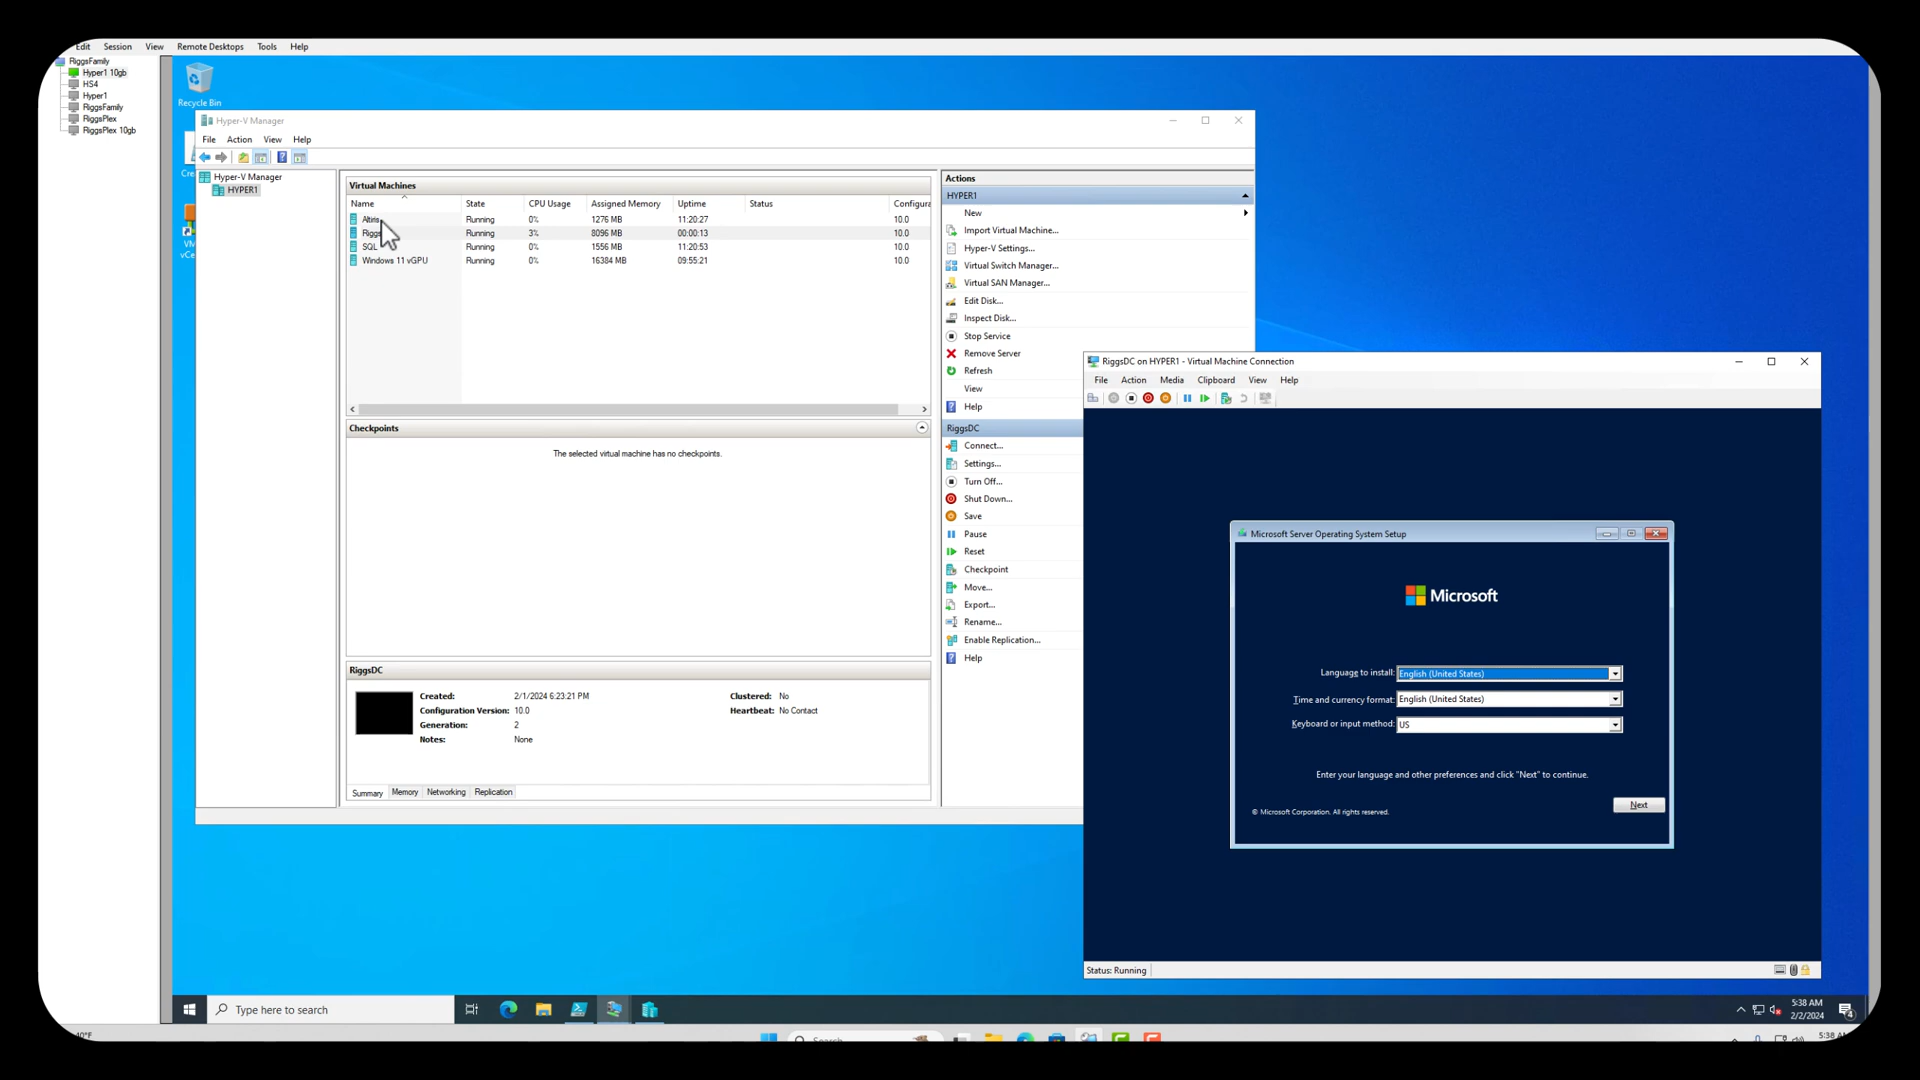 Edit Session View Remote Desktops Tools Help
RiggsFamily
Hyper1 10gb
HS4
Hyper1
RiggsFamily
RiggsPlex
RiggsPlex 10gb
Recycle Bin
Hyper-V Manager
File Action View Help
Hyper-V Manager
HYPER1
Virtual Machines
Name State CPU Usage Assigned Memory Uptime Status Configura
Altiris Running 0% 1276 MB 11:20:27 10.0
Riggs Running 3% 8096 MB 00:00:13 10.0
SQL Running 0% 1556 MB 11:20:53 10.0
Windows 11 vGPU Running 0% 16384 MB 09:55:21 10.0
Checkpoints
The selected virtual machine has no checkpoints.
RiggsDC
Created: 2/1/2024 6:23:21 PM Clustered: No
Configuration Version: 10.0 Heartbeat: No Contact
Generation: 2
Notes: None
Summary Memory Networking Replication
Actions
HYPER1
New
Import Virtual Machine...
Hyper-V Settings...
Virtual Switch Manager...
Virtual SAN Manager...
Edit Disk...
Inspect Disk...
Stop Service
Remove Server
Refresh
View
Help
RiggsDC
Connect...
Settings...
Turn Off...
Shut Down...
Save
Pause
Reset
Checkpoint
Move...
Export...
Rename...
Enable Replication...
Help
RiggsDC on HYPER1 - Virtual Machine Connection
File Action Media Clipboard View Help
Microsoft Server Operating System Setup
Microsoft
Language to install: English (United States)
Time and currency format: English (United States)
Keyboard or input method: US
Enter your language and other preferences and click "Next" to continue.
© Microsoft Corporation. All rights reserved.
Next
Status: Running
Type here to search
5:38 AM
2/2/2024
4
Search